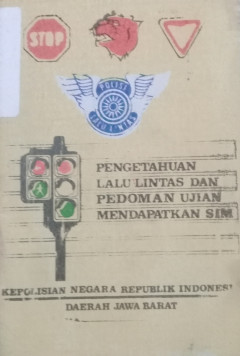 STOP
POLISI
LALU LINTAS
PENGETAHUAN
LALU LINTAS DAN
PEDOMAN UJIAN
MENDAPATKAN SIM
KEPOLISIAN NEGARA REPUBLIK INDONESI
DAERAH JAWA BARAT